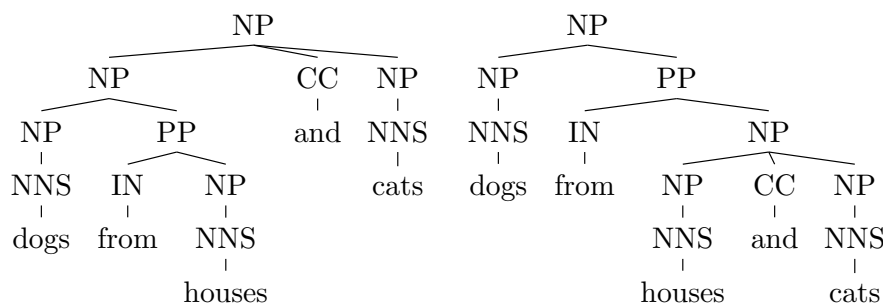 NP NP
NP CC NP NP PP
NP PP and NNS NNS IN NP
NNS IN NP cats dogs from NP CC NP
dogs from NNS NNS and NNS
houses houses cats